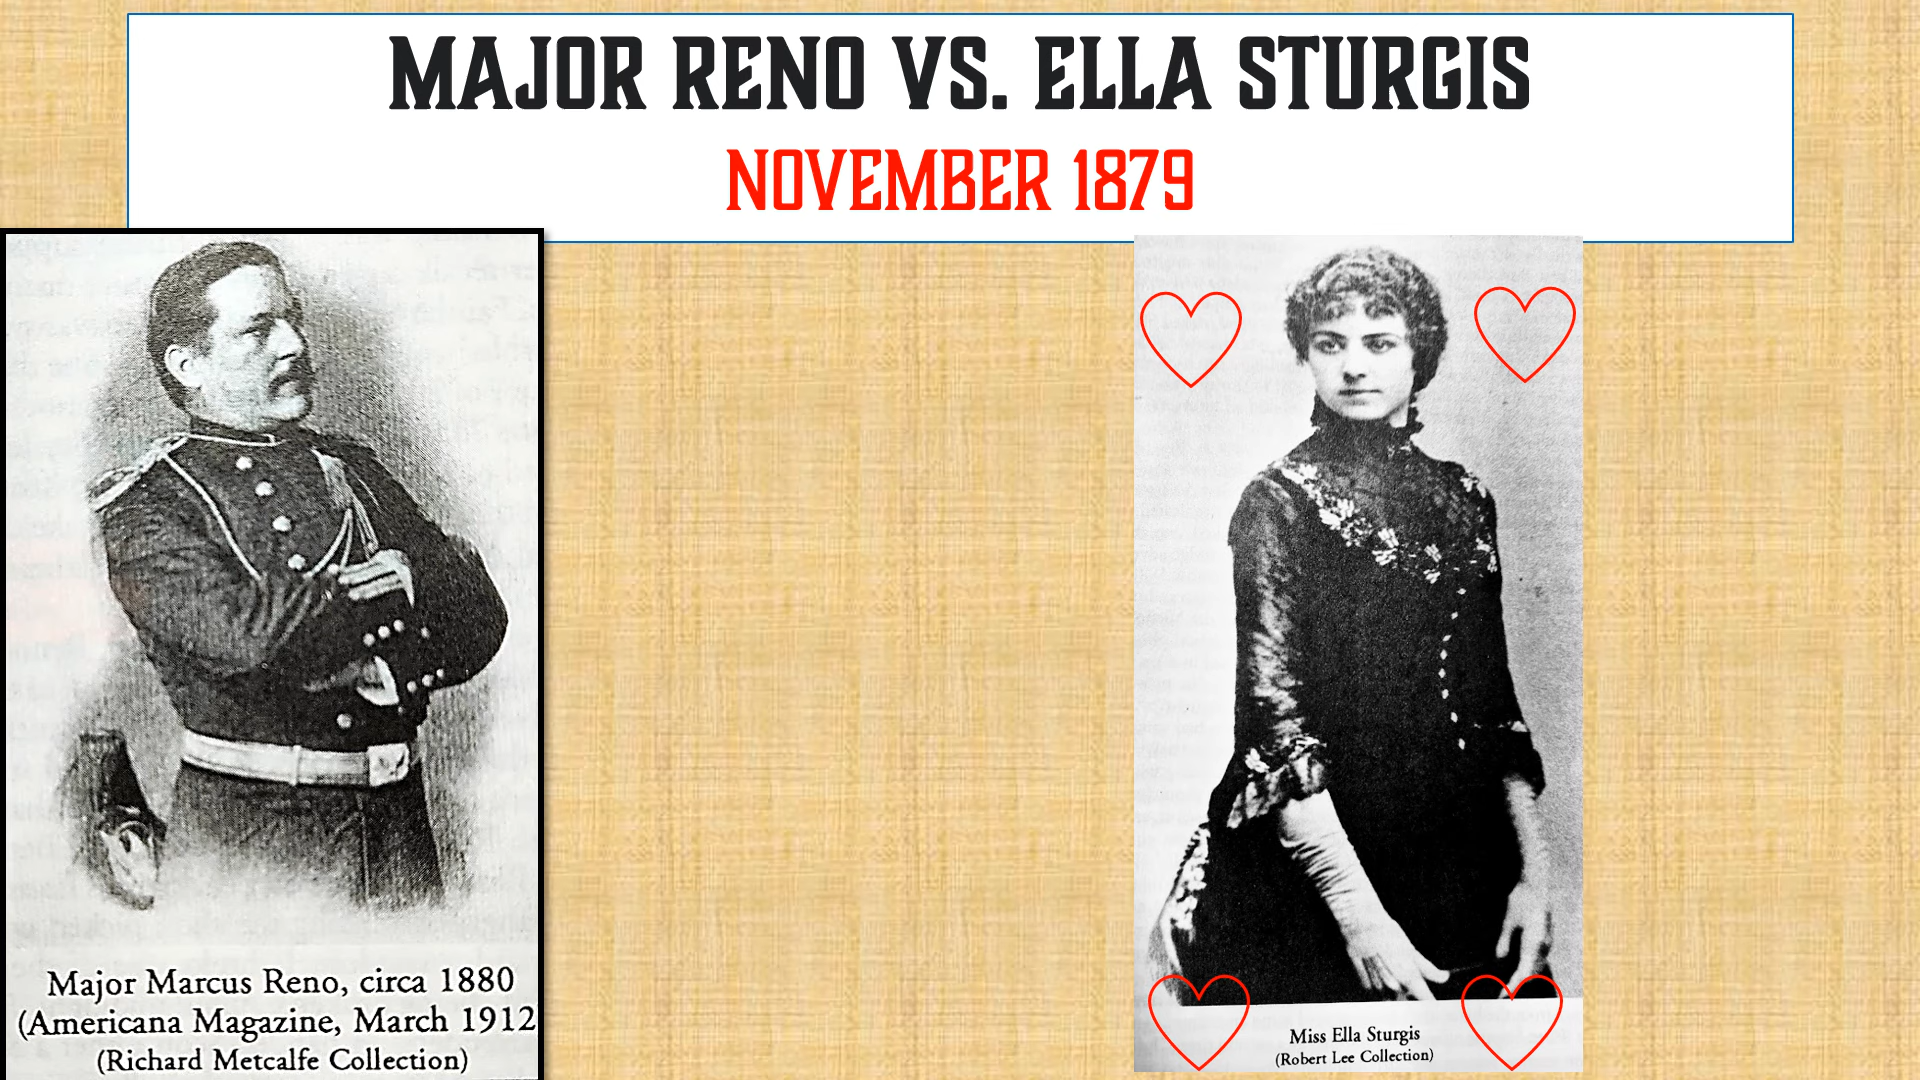 MAJOR RENO VS. ELLA STURGIS
NOVEMBER 1879
Major Marcus Reno, circa 1880
(Americana Magazine, March 1912
(Richard Metcalfe Collection)
Miss Ella Sturgis
(Robert Lee Collection)